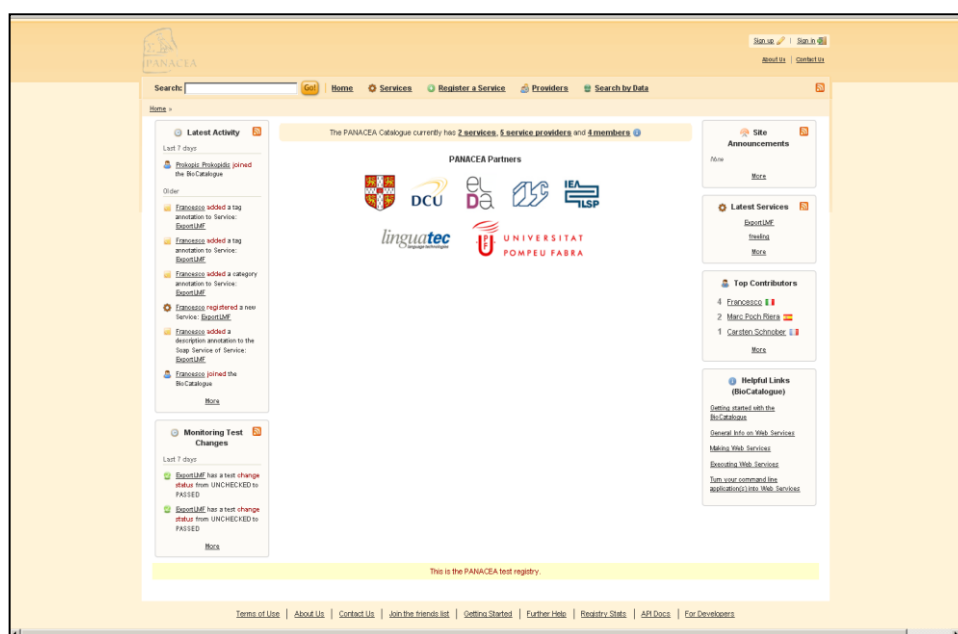 Sign up | Sign in
About Us | Contact Us
PANACEA
Search: Go! Home Services Register a Service Providers Search by Data
Home »
Latest Activity
Last 7 days
Prokopis Prokopidis joined
the BioCatalogue
Older
Francesco added a tag
annotation to Service:
ExportLMF
Francesco added a tag
annotation to Service:
ExportLMF
Francesco added a category
annotation to Service:
ExportLMF
Francesco registered a new
Service: ExportLMF
Francesco added a
description annotation to the
Soap Service of Service:
ExportLMF
Francesco joined the
BioCatalogue
More
Monitoring Test
Changes
Last 7 days
ExportLMF has a test change
status from UNCHECKED to
PASSED
ExportLMF has a test change
status from UNCHECKED to
PASSED
More
The PANACEA Catalogue currently has 2 services, 5 service providers and 4 members
PANACEA Partners
DCU
ELDa
IEA
ILSP
linguatec
language technologies
UPF
UNIVERSITAT
POMPEU FABRA
Site
Announcements
None
More
Latest Services
ExportLMF
freeling
More
Top Contributors
4 Francesco
2 Marc Poch Riera
1 Carsten Schnober
More
Helpful Links
(BioCatalogue)
Getting started with the
BioCatalogue
General Info on Web Services
Making Web Services
Executing Web Services
Turn your command line
application(s) into Web Services
This is the PANACEA test registry.
Terms of Use | About Us | Contact Us | Join the friends list | Getting Started | Further Help | Registry Stats | API Docs | For Developers